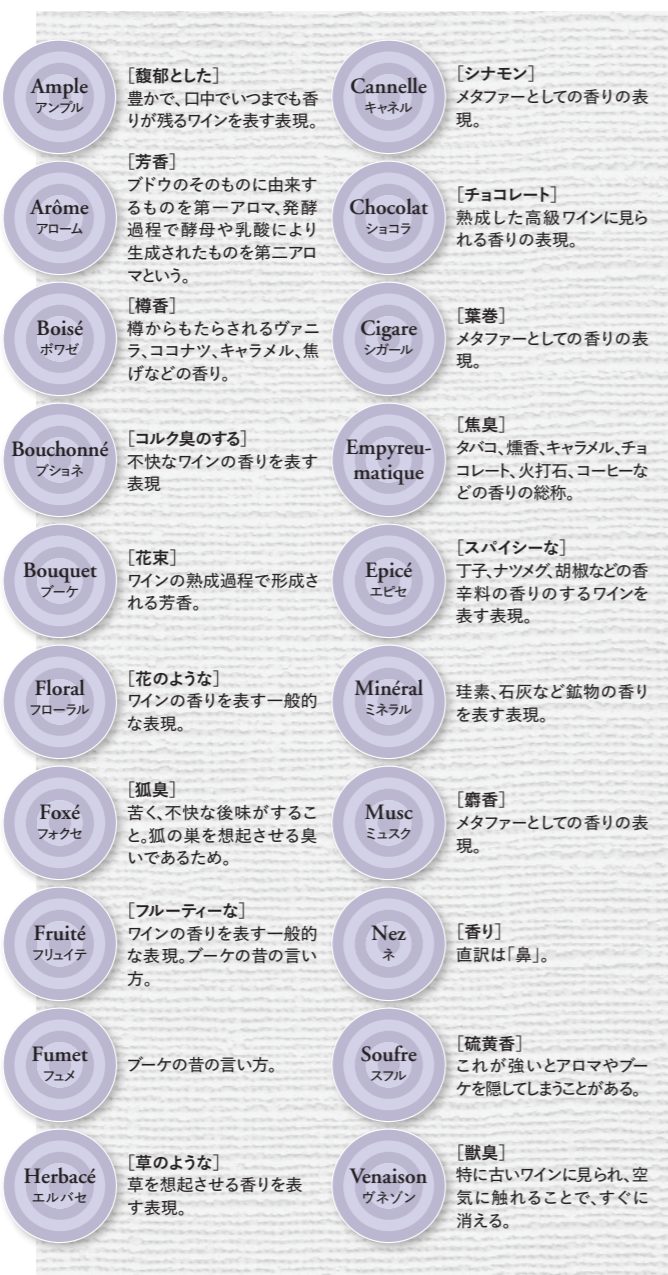 Ample
アンプル
［馥郁とした］
豊かで、口中でいつまでも香
りが残るワインを表す表現。
Arôme
アローム
［芳香］
ブドウのそのものに由来す
るものを第一アロマ、発酵
過程で酵母や乳酸により
生成されたものを第二アロ
マという。
Boisé
ボワゼ
［樽香］
樽からもたらされるヴァニ
ラ、ココナツ、キャラメル、焦
げなどの香り。
Bouchonné
ブショネ
［コルク臭のする］
不快なワインの香りを表す
表現
Bouquet
ブーケ
［花束］
ワインの熟成過程で形成さ
れる芳香。
Floral
フローラル
［花のような］
ワインの香りを表す一般的
な表現。
Foxé
フォクセ
［狐臭］
苦く、不快な後味がするこ
と。狐の巣を想起させる臭
いであるため。
Fruité
フリュイテ
［フルーティーな］
ワインの香りを表す一般的
な表現。ブーケの昔の言い
方。
Fumet
フュメ
ブーケの昔の言い方。
Herbacé
エルバセ
［草のような］
草を想起させる香りを表
す表現。
Cannelle
キャネル
［シナモン］
メタファーとしての香りの表
現。
Chocolat
ショコラ
［チョコレート］
熟成した高級ワインに見ら
れる香りの表現。
Cigare
シガール
［葉巻］
メタファーとしての香りの表
現。
Empyreu-
matique
［焦臭］
タバコ、燻香、キャラメル、チョ
コレート、火打石、コーヒーな
どの香りの総称。
Epicé
エピセ
［スパイシーな］
丁子、ナツメグ、胡椒などの香
辛料の香りのするワインを
表す表現。
Minéral
ミネラル
珪素、石灰など鉱物の香り
を表す表現。
Musc
ミュスク
［麝香］
メタファーとしての香りの表
現。
Nez
ネ
［香り］
直訳は「鼻」。
Soufre
スフル
［硫黄香］
これが強いとアロマやブー
ケを隠してしまうことがある。
Venaison
ヴネゾン
［獣臭］
特に古いワインに見られ、空
気に触れることで、すぐに
消える。